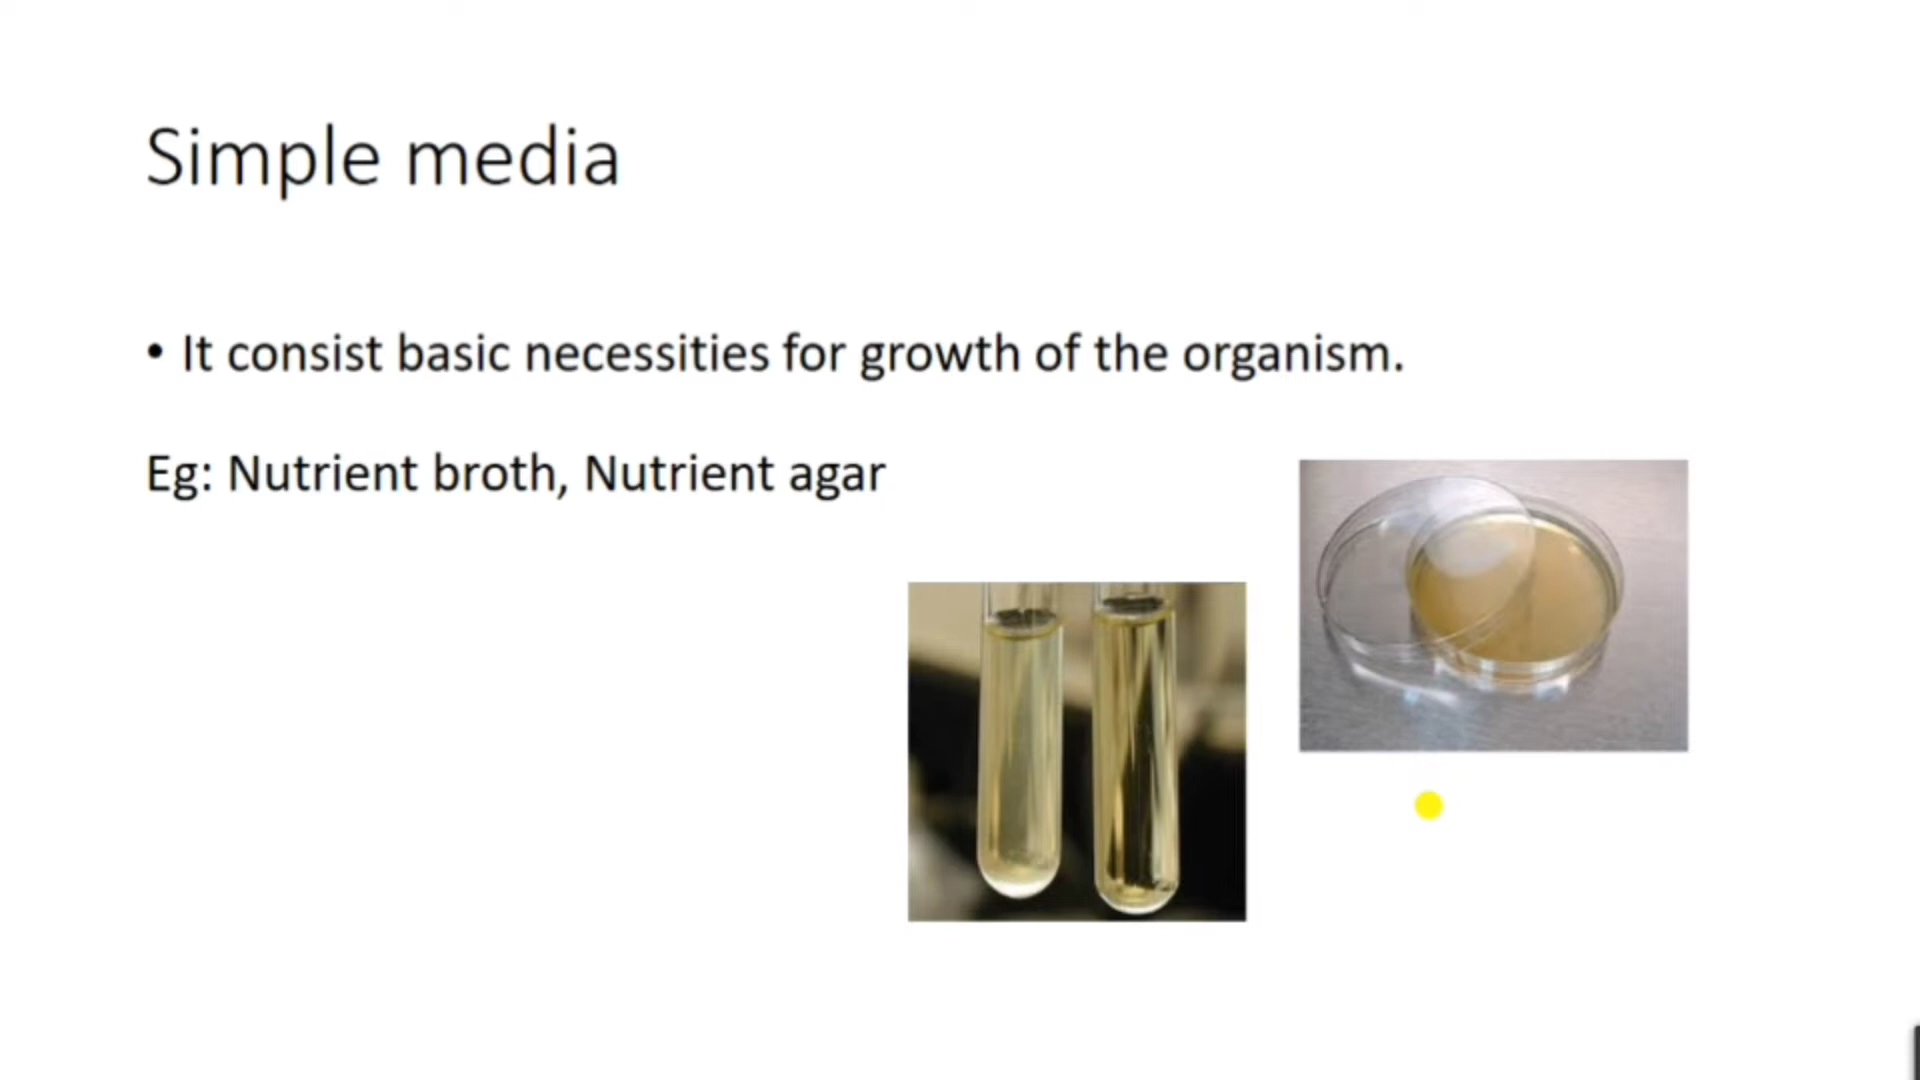 Simple media
• It consist basic necessities for growth of the organism.
Eg: Nutrient broth, Nutrient agar